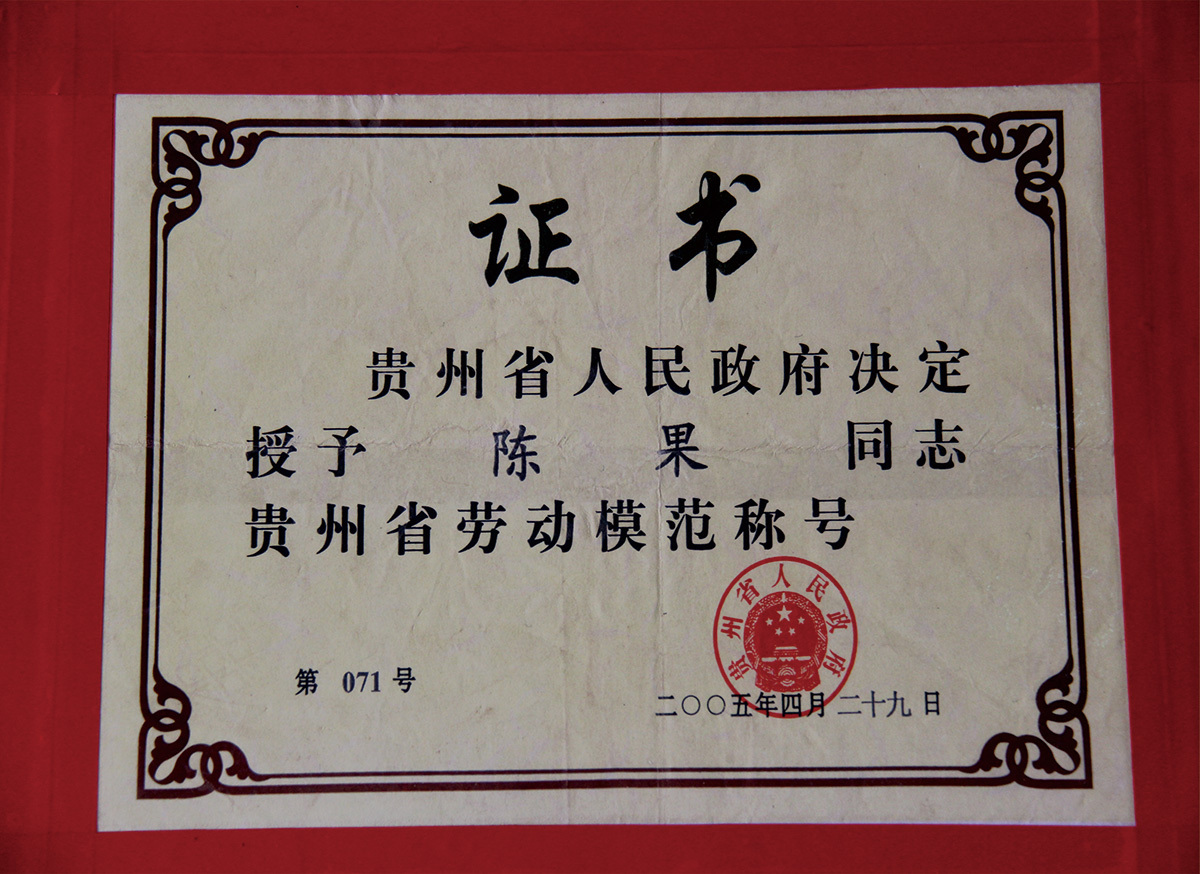 证书
贵州省人民政府决定
授予 陈 果 同志
贵州省劳动模范称号
贵州省人民政府
第 071 号
二〇〇五年四月二十九日